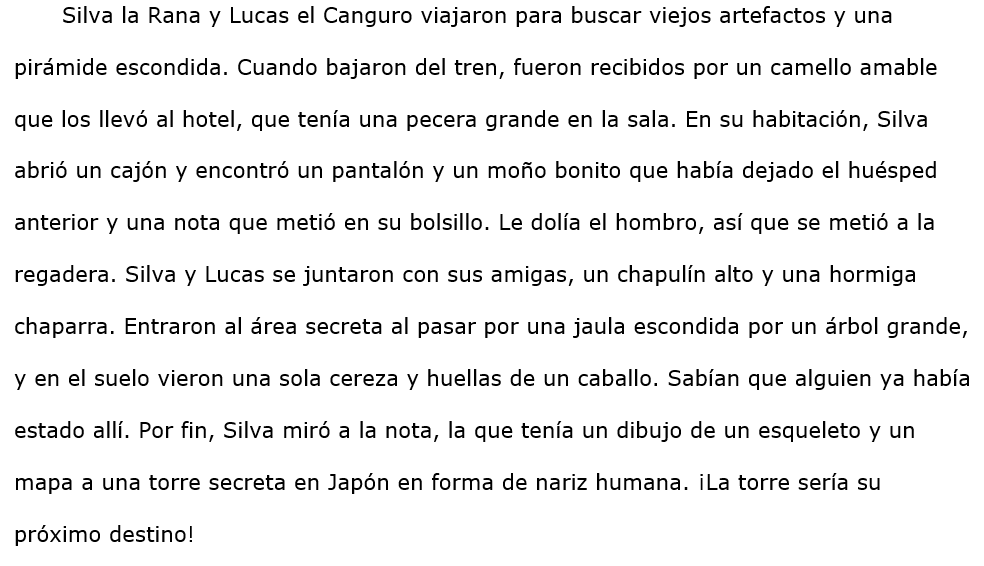 Silva la Rana y Lucas el Canguro viajaron para buscar viejos artefactos y una
pirámide escondida. Cuando bajaron del tren, fueron recibidos por un camello amable
que los llevó al hotel, que tenía una pecera grande en la sala. En su habitación, Silva
abrió un cajón y encontró un pantalón y un moño bonito que había dejado el huésped
anterior y una nota que metió en su bolsillo. Le dolía el hombro, así que se metió a la
regadera. Silva y Lucas se juntaron con sus amigas, un chapulín alto y una hormiga
chaparra. Entraron al área secreta al pasar por una jaula escondida por un árbol grande,
y en el suelo vieron una sola cereza y huellas de un caballo. Sabían que alguien ya había
estado allí. Por fin, Silva miró a la nota, la que tenía un dibujo de un esqueleto y un
mapa a una torre secreta en Japón en forma de nariz humana. ¡La torre sería su
próximo destino!